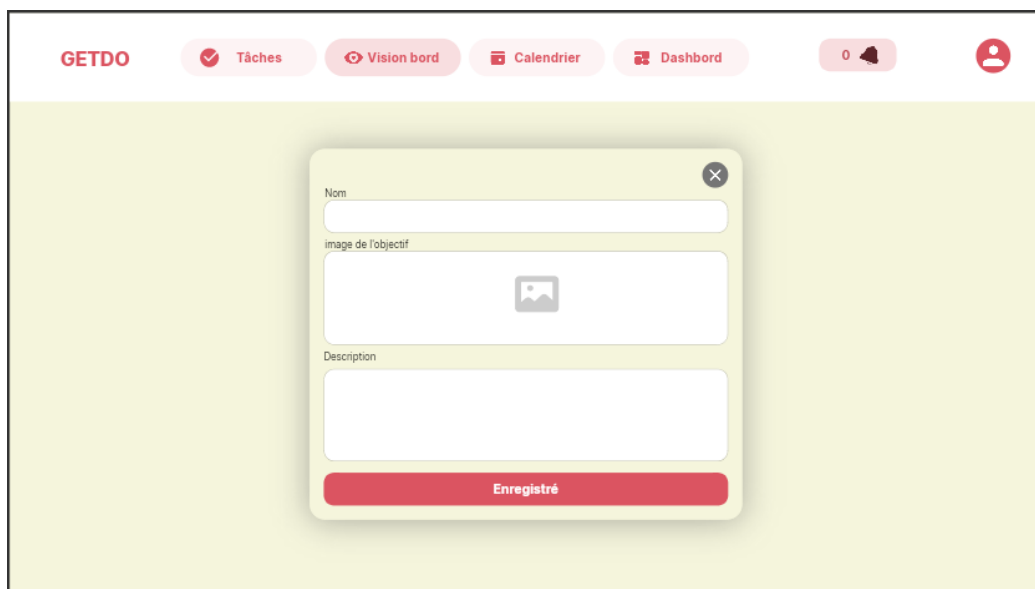 GETDO
Tâches
Vision bord
Calendrier
Dashbord
0
Nom
image de l'objectif
Description
Enregistré